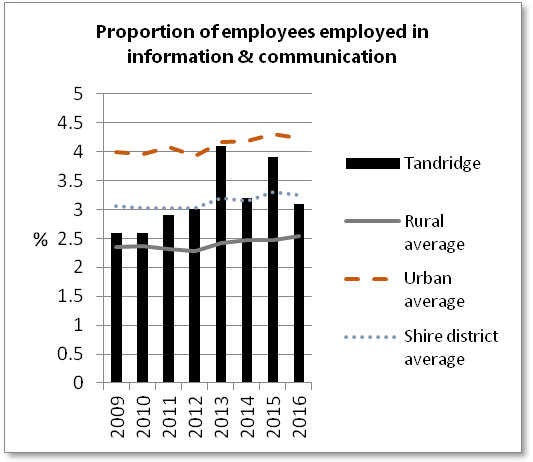 Proportion of employees employed in
information & communication
5
4.5
4
3.5
3
2.5
2
1.5
1
0.5
0
%
2009
2010
2011
2012
2013
2014
2015
2016
Tandridge
Rural
average
Urban
average
Shire district
average